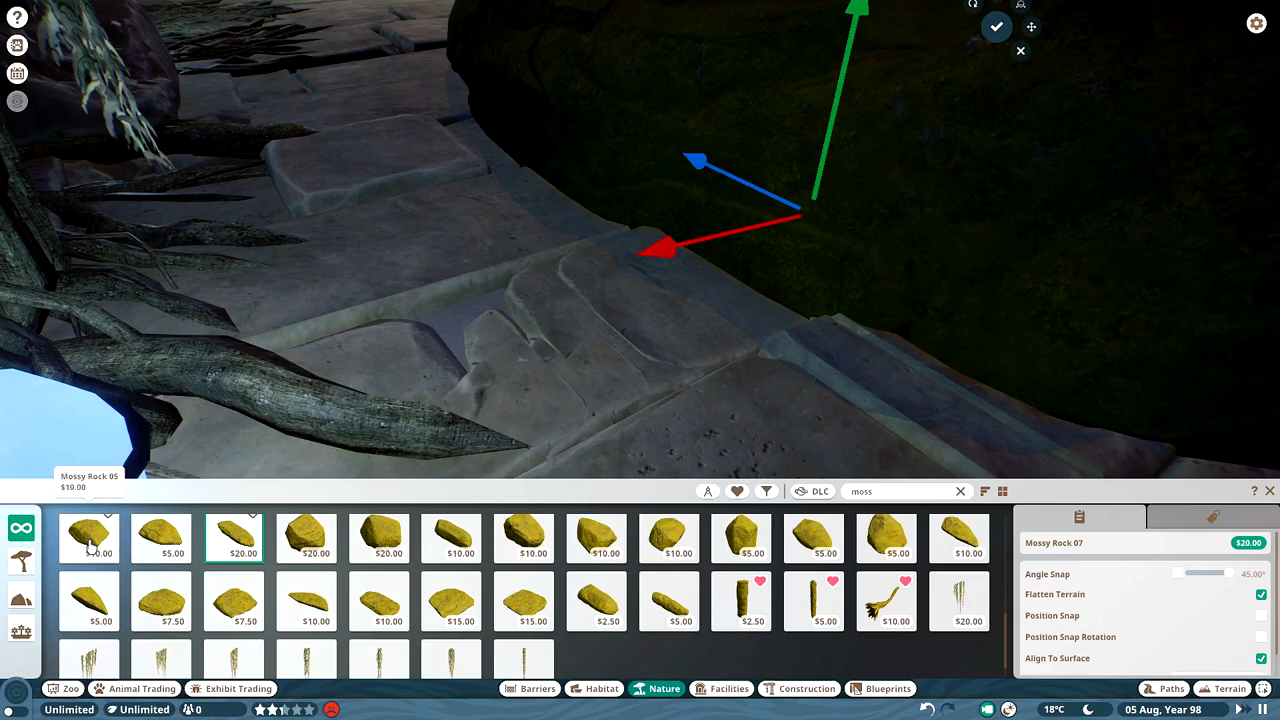 Mossy Rock 05
$10.00
DLC
moss
$5.00
$20.00
$20.00
$20.00
$10.00
$10.00
$10.00
$10.00
$5.00
$5.00
$5.00
$10.00
Mossy Rock 07
$20.00
$5.00
$7.50
$7.50
$10.00
$10.00
$15.00
$15.00
$2.50
$5.00
$2.50
$5.00
$10.00
$20.00
Angle Snap
45.00°
Flatten Terrain
Position Snap
Position Snap Rotation
Align To Surface
Zoo
Animal Trading
Exhibit Trading
Barriers
Habitat
Nature
Facilities
Construction
Blueprints
Paths
Terrain
Unlimited
Unlimited
0
18°C
05 Aug, Year 98